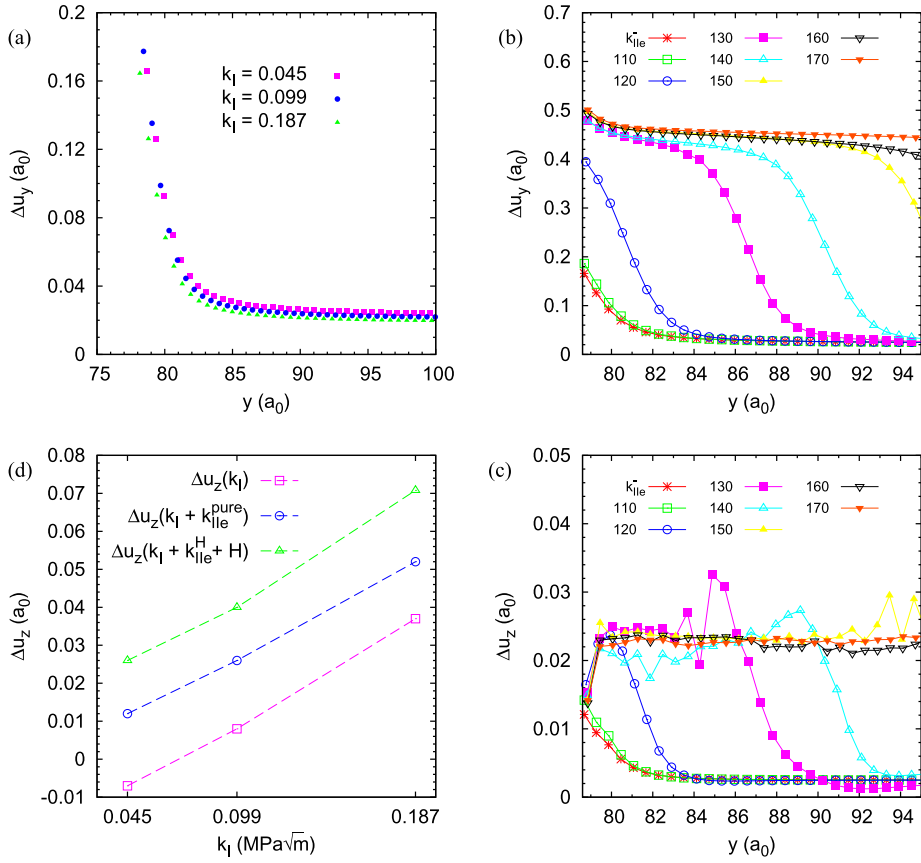 (a)
Δu_y (a_0)
0.20
0.16
0.12
0.08
0.04
0
k_I = 0.045
k_I = 0.099
k_I = 0.187
75 80 85 90 95 100
y (a_0)
(b)
Δu_y (a_0)
0.6
0.5
0.4
0.3
0.2
0.1
0
k_IIe^- 130 160
110 140 170
120 150
80 82 84 86 88 90 92 94
y (a_0)
(d)
Δu_z (a_0)
0.08
0.07
0.06
0.05
0.04
0.03
0.02
0.01
0
-0.01
Δu_z(k_I)
Δu_z(k_I + k_IIe^pure)
Δu_z(k_I + k_IIe^H + H)
0.045 0.099 0.187
k_I (MPa√m)
(c)
Δu_z (a_0)
0.05
0.04
0.03
0.02
0.01
0
k_IIe^- 130 160
110 140 170
120 150
80 82 84 86 88 90 92 94
y (a_0)